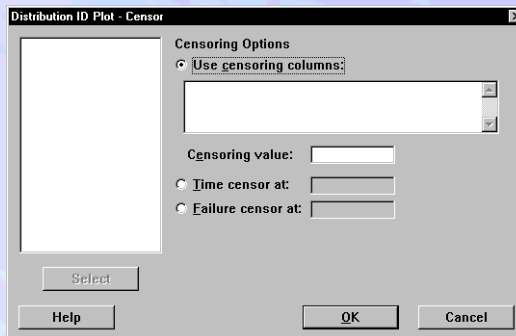 Distribution ID Plot - Censor
Censoring Options
Use censoring columns:
Censoring value:
Time censor at:
Failure censor at:
Select
Help
OK
Cancel